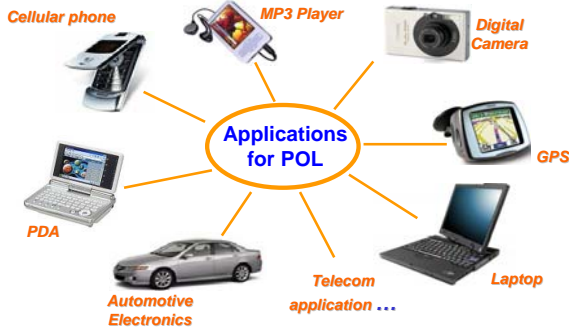 Cellular phone
MP3 Player
Digital
Camera
Applications
for POL
GPS
PDA
Laptop
Automotive
Electronics
Telecom
application ...